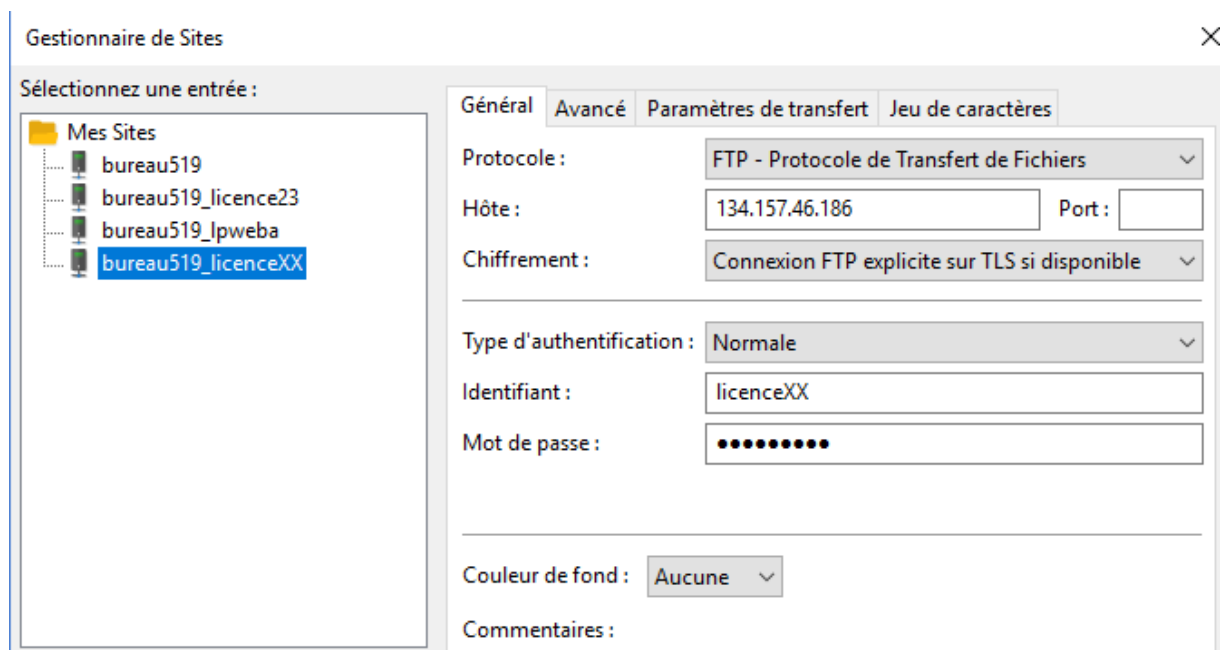 Gestionnaire de Sites
Sélectionnez une entrée :
Mes Sites
bureau519
bureau519_licence23
bureau519_lpweba
bureau519_licenceXX
Général Avancé Paramètres de transfert Jeu de caractères
Protocole : FTP - Protocole de Transfert de Fichiers
Hôte : 134.157.46.186 Port :
Chiffrement : Connexion FTP explicite sur TLS si disponible
Type d'authentification : Normale
Identifiant : licenceXX
Mot de passe : •••••••••
Couleur de fond : Aucune
Commentaires :